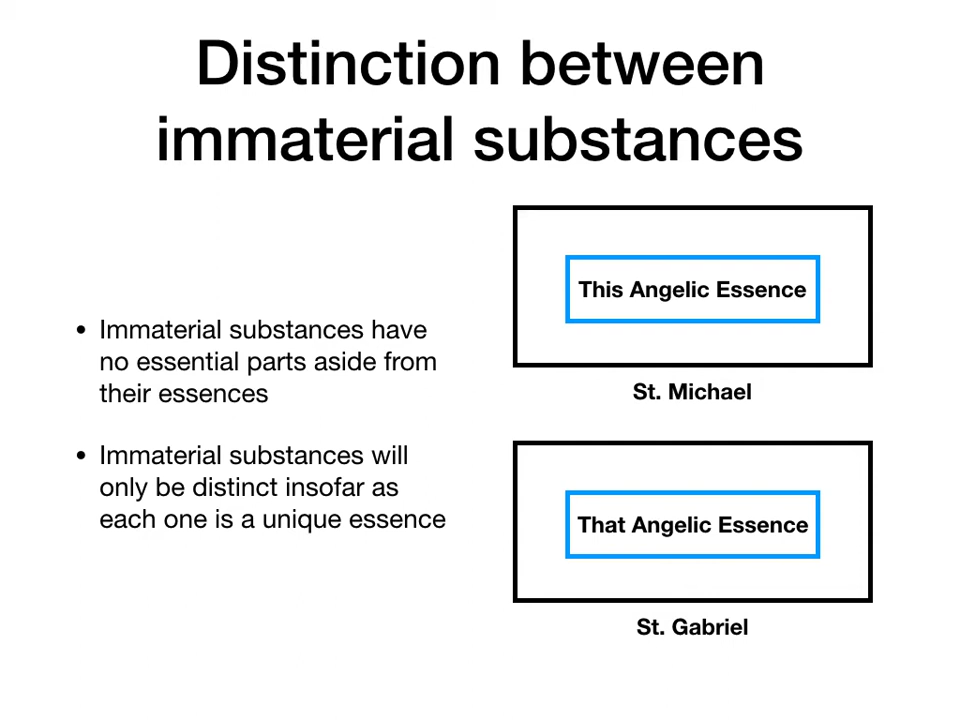 Distinction between
immaterial substances
• Immaterial substances have
no essential parts aside from
their essences
• Immaterial substances will
only be distinct insofar as
each one is a unique essence
This Angelic Essence
St. Michael
That Angelic Essence
St. Gabriel